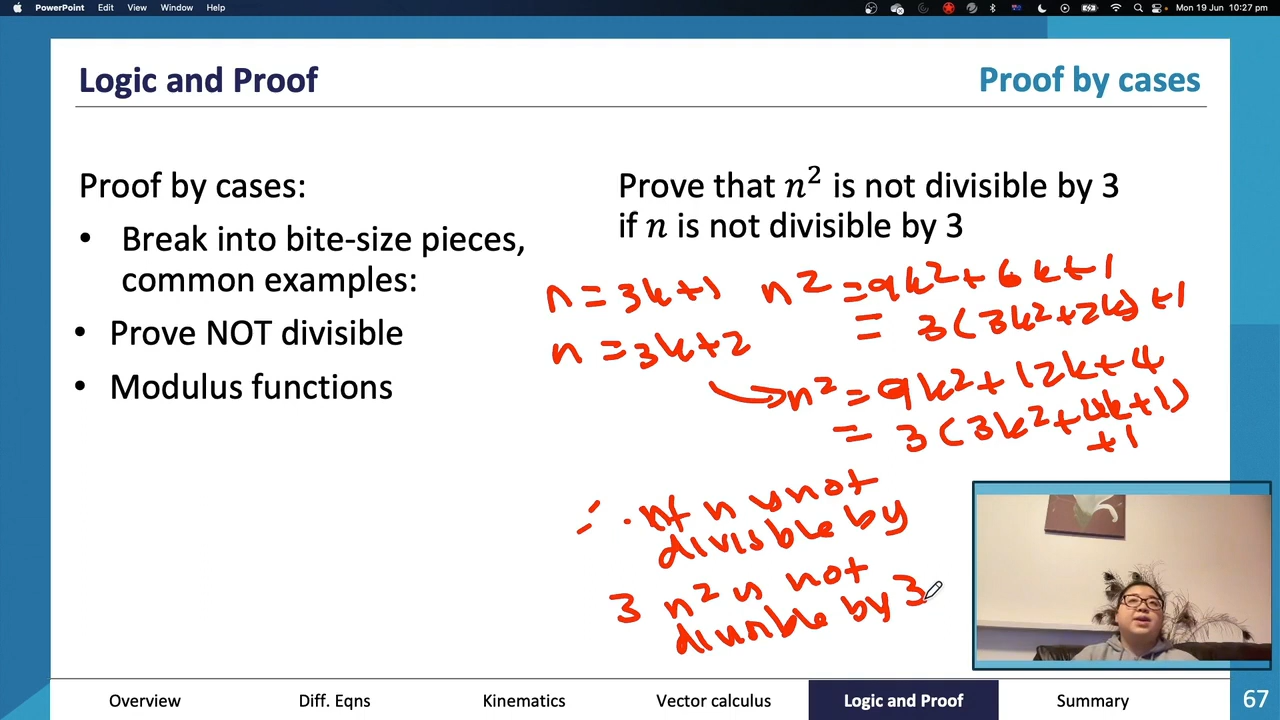 PowerPoint Edit View Window Help
Mon 19 Jun 10:27 pm
Logic and Proof
Proof by cases
Proof by cases:
• Break into bite-size pieces,
common examples:
• Prove NOT divisible
• Modulus functions
Prove that n² is not divisible by 3
if n is not divisible by 3
n = 3k+1 n² = 9k² + 6k+1
= 3(3k²+2k)+1
n = 3k+2
n² = 9k² + 12k+4
= 3(3k²+4k+1)
+1
∴ if n is not
divisible by
3 n² is not
divisible by 3
Overview Diff. Eqns Kinematics Vector calculus Logic and Proof Summary 67